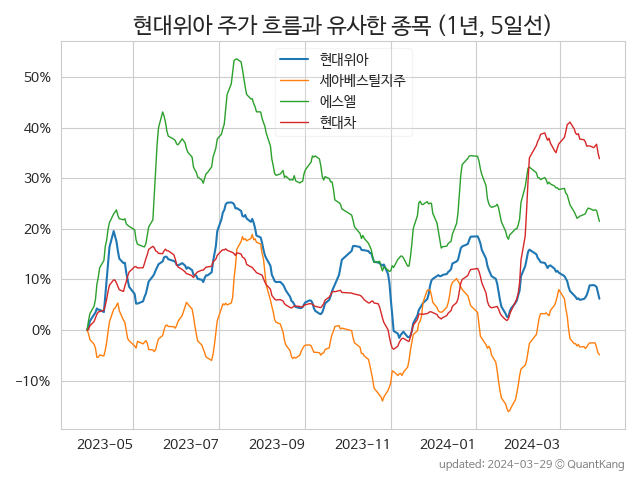 현대위아 주가 흐름과 유사한 종목 (1년, 5일선)
현대위아
세아베스틸지주
에스엘
현대차
50%
40%
30%
20%
10%
0%
−10%
2023−05 2023−07 2023−09 2023−11 2024−01 2024−03
updated: 2024-03-29 ⓒ QuantKang